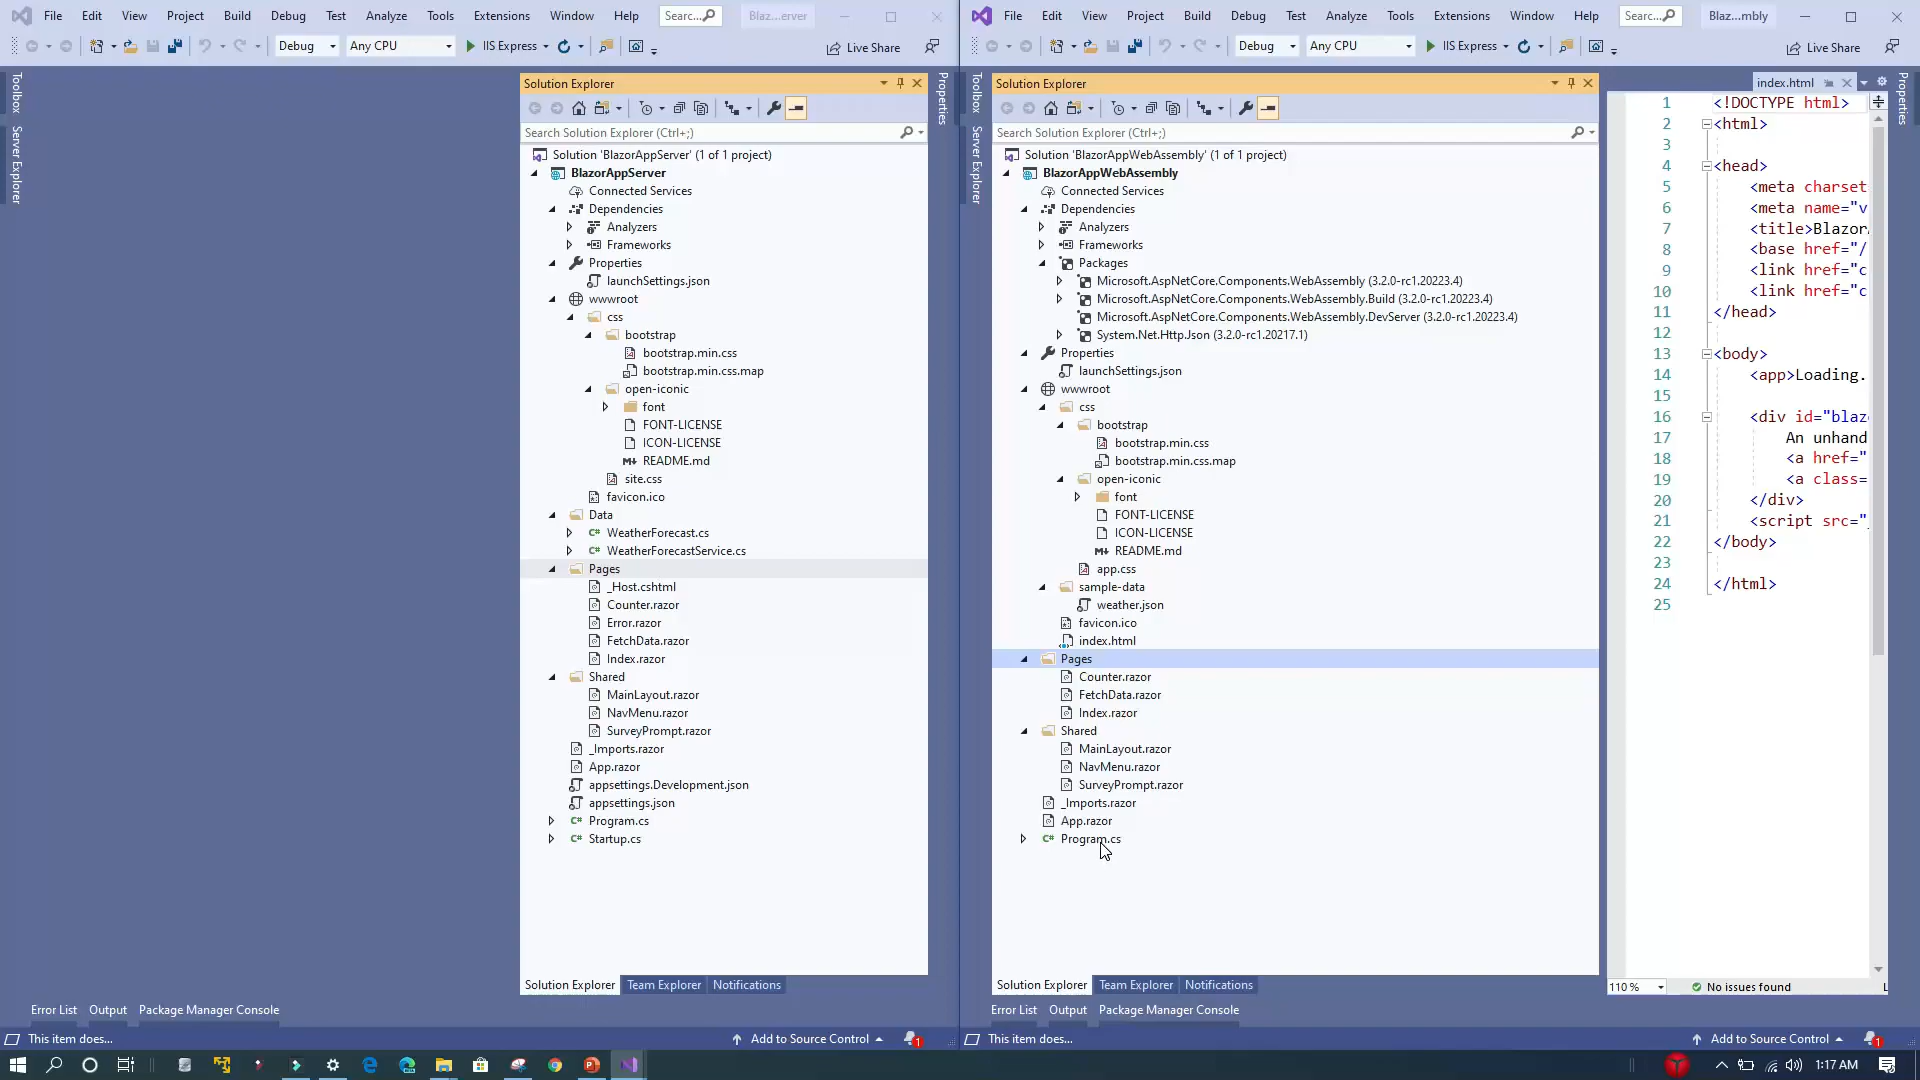 File Edit View Project Build Debug Test Analyze Tools Extensions Window Help Searc... Blaz...erver
Debug Any CPU IIS Express Live Share
Toolbox
Server Explorer
Solution Explorer
Search Solution Explorer (Ctrl+;)
Solution 'BlazorAppServer' (1 of 1 project)
BlazorAppServer
Connected Services
Dependencies
Analyzers
Frameworks
Properties
launchSettings.json
wwwroot
css
bootstrap
bootstrap.min.css
bootstrap.min.css.map
open-iconic
font
FONT-LICENSE
ICON-LICENSE
README.md
site.css
favicon.ico
Data
WeatherForecast.cs
WeatherForecastService.cs
Pages
_Host.cshtml
Counter.razor
Error.razor
FetchData.razor
Index.razor
Shared
MainLayout.razor
NavMenu.razor
SurveyPrompt.razor
_Imports.razor
App.razor
appsettings.Development.json
appsettings.json
Program.cs
Startup.cs
Solution Explorer Team Explorer Notifications
Properties
Error List Output Package Manager Console
This item does... Add to Source Control 1
File Edit View Project Build Debug Test Analyze Tools Extensions Window Help Searc... Blaz...mbly
Debug Any CPU IIS Express Live Share
Toolbox
Server Explorer
Solution Explorer
Search Solution Explorer (Ctrl+;)
Solution 'BlazorAppWebAssembly' (1 of 1 project)
BlazorAppWebAssembly
Connected Services
Dependencies
Analyzers
Frameworks
Packages
Microsoft.AspNetCore.Components.WebAssembly (3.2.0-rc1.20223.4)
Microsoft.AspNetCore.Components.WebAssembly.Build (3.2.0-rc1.20223.4)
Microsoft.AspNetCore.Components.WebAssembly.DevServer (3.2.0-rc1.20223.4)
System.Net.Http.Json (3.2.0-rc1.20217.1)
Properties
launchSettings.json
wwwroot
css
bootstrap
bootstrap.min.css
bootstrap.min.css.map
open-iconic
font
FONT-LICENSE
ICON-LICENSE
README.md
app.css
sample-data
weather.json
favicon.ico
index.html
Pages
Counter.razor
FetchData.razor
Index.razor
Shared
MainLayout.razor
NavMenu.razor
SurveyPrompt.razor
_Imports.razor
App.razor
Program.cs
Solution Explorer Team Explorer Notifications
index.html
1 <!DOCTYPE html>
2 <html>
3
4 <head>
5 <meta charset
6 <meta name="v
7 <title>Blazor
8 <base href="/
9 <link href="c
10 <link href="c
11 </head>
12
13 <body>
14 <app>Loading.
15
16 <div id="blaz
17 An unhand
18 <a href="
19 <a class=
20 </div>
21 <script src="_
22 </body>
23
24 </html>
25
110 % No issues found L
Properties
Error List Output Package Manager Console
This item does... Add to Source Control 1
1:17 AM